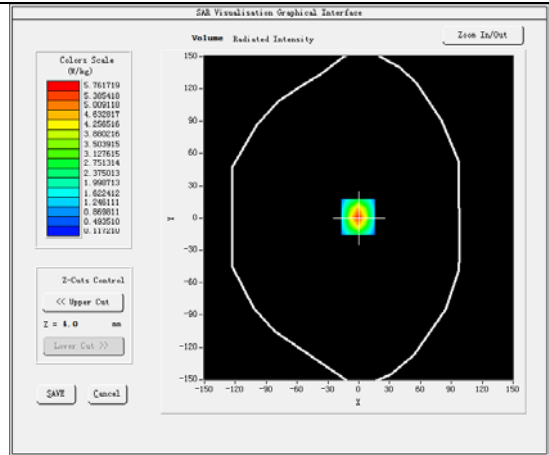 SAR Visualisation Graphical Interface
Volume Radiated Intensity
Zoom In/Out
Colors Scale
(W/kg)
5.761719
5.385418
5.009118
4.632817
4.256516
3.880216
3.503915
3.127615
2.751314
2.375013
1.998713
1.622412
1.246111
0.869811
0.493510
0.117210
Z-Cuts Control
<< Upper Cut
Z = 4.0 mm
Lower Cut >>
SAVE Cancel
150
120
90
60
30
0
-30
-60
-90
-120
-150
Y
-150 -120 -90 -60 -30 0 30 60 90 120 150
X